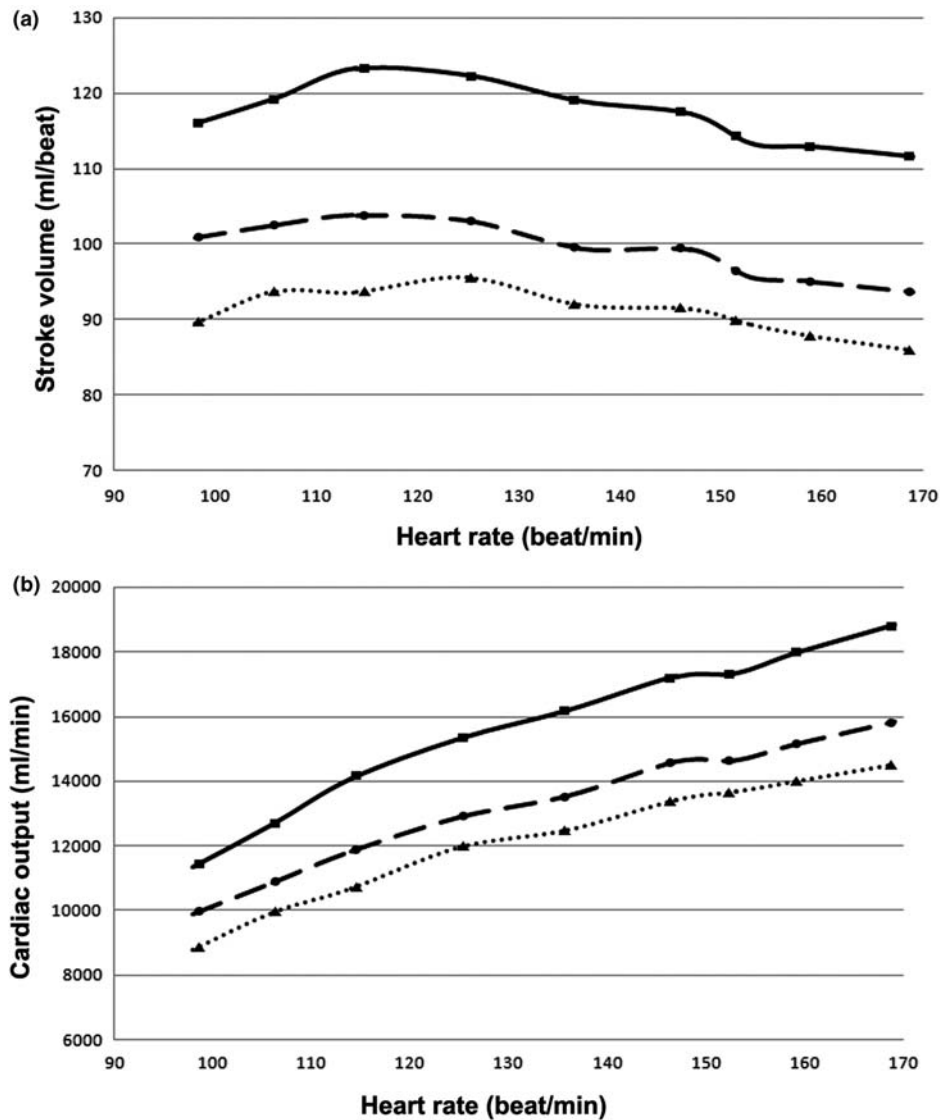 (a)
130
120
110
100
90
80
70
Stroke volume (ml/beat)
90 100 110 120 130 140 150 160 170
Heart rate (beat/min)
(b)
20000
18000
16000
14000
12000
10000
8000
6000
Cardiac output (ml/min)
90 100 110 120 130 140 150 160 170
Heart rate (beat/min)